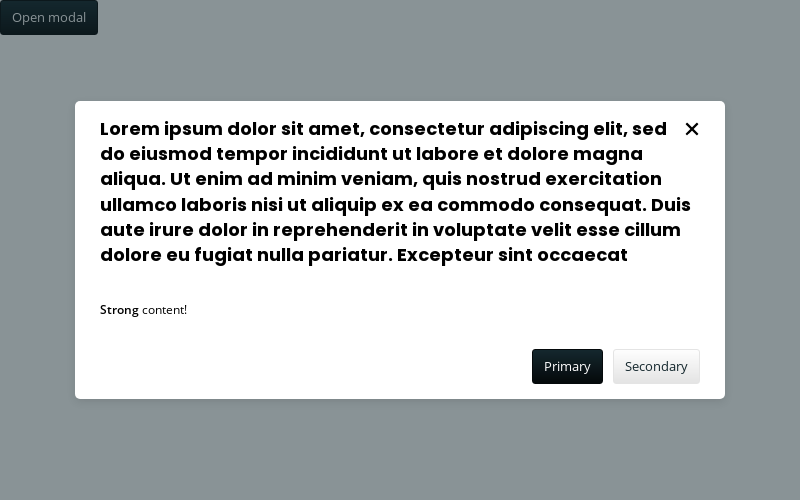 Open modal
Lorem ipsum dolor sit amet, consectetur adipiscing elit, sed
do eiusmod tempor incididunt ut labore et dolore magna
aliqua. Ut enim ad minim veniam, quis nostrud exercitation
ullamco laboris nisi ut aliquip ex ea commodo consequat. Duis
aute irure dolor in reprehenderit in voluptate velit esse cillum
dolore eu fugiat nulla pariatur. Excepteur sint occaecat
Strong content!
Primary Secondary